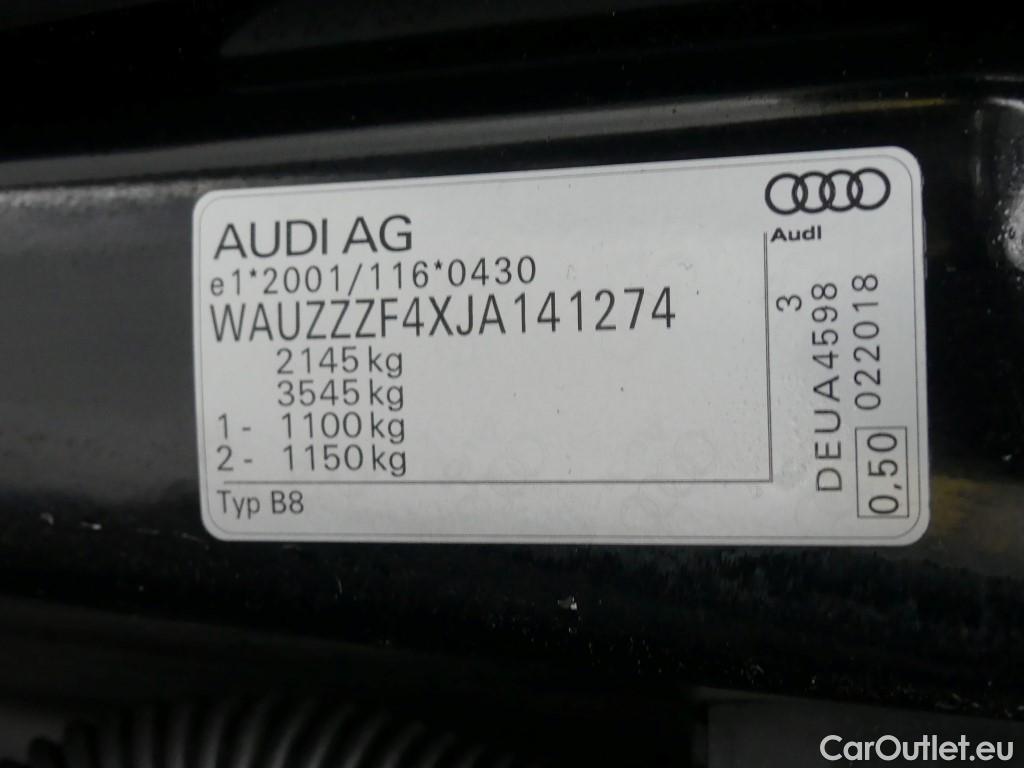 AUDI AG
e1*2001/116*0430
WAUZZZF4XJA141274
2145 kg
3545 kg
1 - 1100 kg
2 - 1150 kg
Typ B8
Audi
3
DEUA4598
0,50 022018
CarOutlet.eu